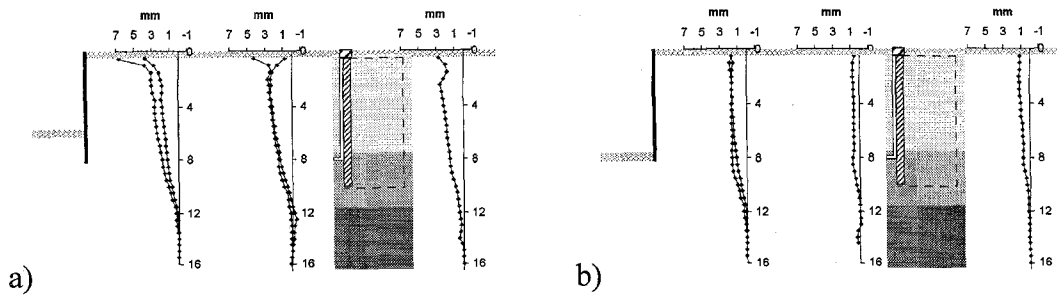 mm mm mm mm mm mm
7 5 3 1 -1 7 5 3 1 -1 7 5 3 1 -1 7 5 3 1 -1 7 5 3 1 -1 7 5 3 1 -1
0 0 0 0 0 0
4 4 4 4 4 4
8 8 8 8 8 8
12 12 12 12 12 12
16 16 16 16 16 16
a) b)